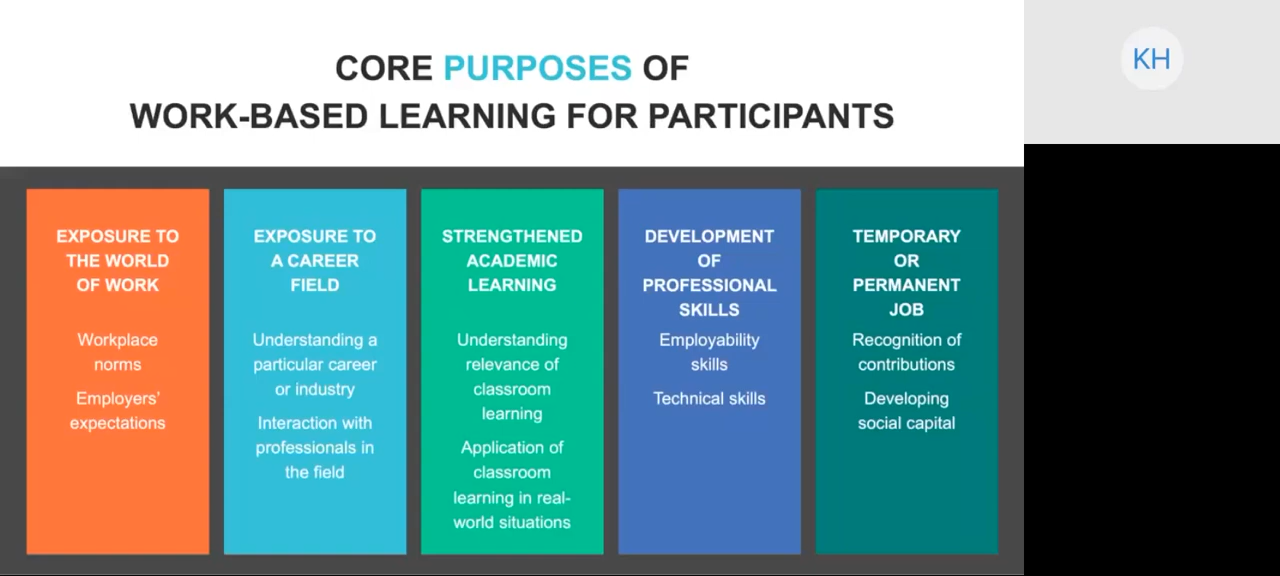 CORE PURPOSES OF
WORK-BASED LEARNING FOR PARTICIPANTS
KH
EXPOSURE TO
THE WORLD
OF WORK
Workplace
norms
Employers’
expectations
EXPOSURE TO
A CAREER
FIELD
Understanding a
particular career
or industry
Interaction with
professionals in
the field
STRENGTHENED
ACADEMIC
LEARNING
Understanding
relevance of
classroom
learning
Application of
classroom
learning in real-
world situations
DEVELOPMENT
OF
PROFESSIONAL
SKILLS
Employability
skills
Technical skills
TEMPORARY
OR
PERMANENT
JOB
Recognition of
contributions
Developing
social capital